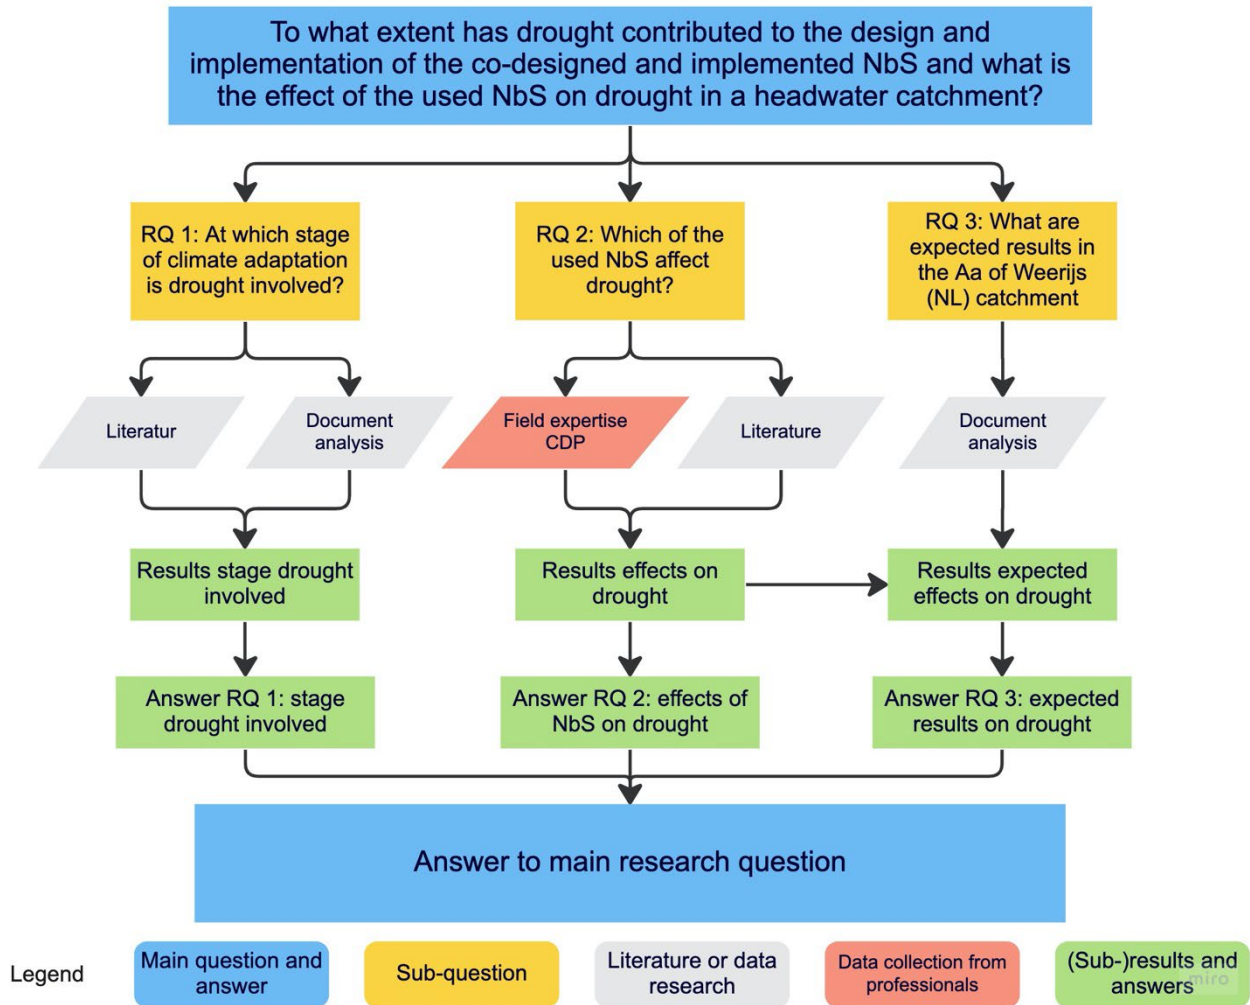 To what extent has drought contributed to the design and
implementation of the co-designed and implemented NbS and what is
the effect of the used NbS on drought in a headwater catchment?
RQ 1: At which stage
of climate adaptation
is drought involved?
RQ 2: Which of the
used NbS affect
drought?
RQ 3: What are
expected results in
the Aa of Weerijs
(NL) catchment
Literatur
Document
analysis
Field expertise
CDP
Literature
Document
analysis
Results stage drought
involved
Results effects on
drought
Results expected
effects on drought
Answer RQ 1: stage
drought involved
Answer RQ 2: effects of
NbS on drought
Answer RQ 3: expected
results on drought
Answer to main research question
Legend
Main question and
answer
Sub-question
Literature or data
research
Data collection from
professionals
(Sub-)results and
answers
miro